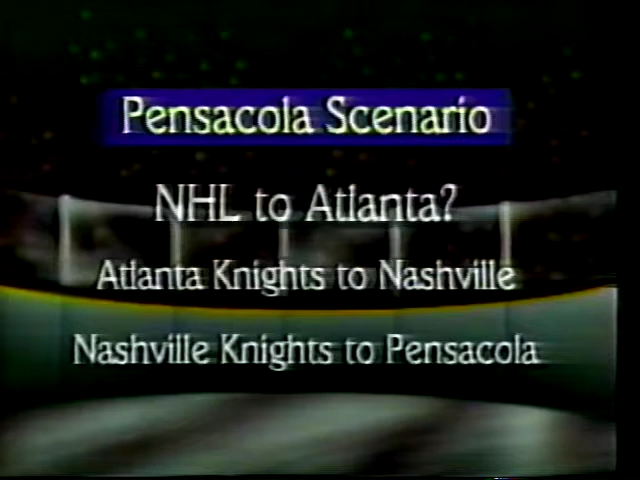 Pensacola Scenario
NHL to Atlanta?
Atlanta Knights to Nashville
Nashville Knights to Pensacola